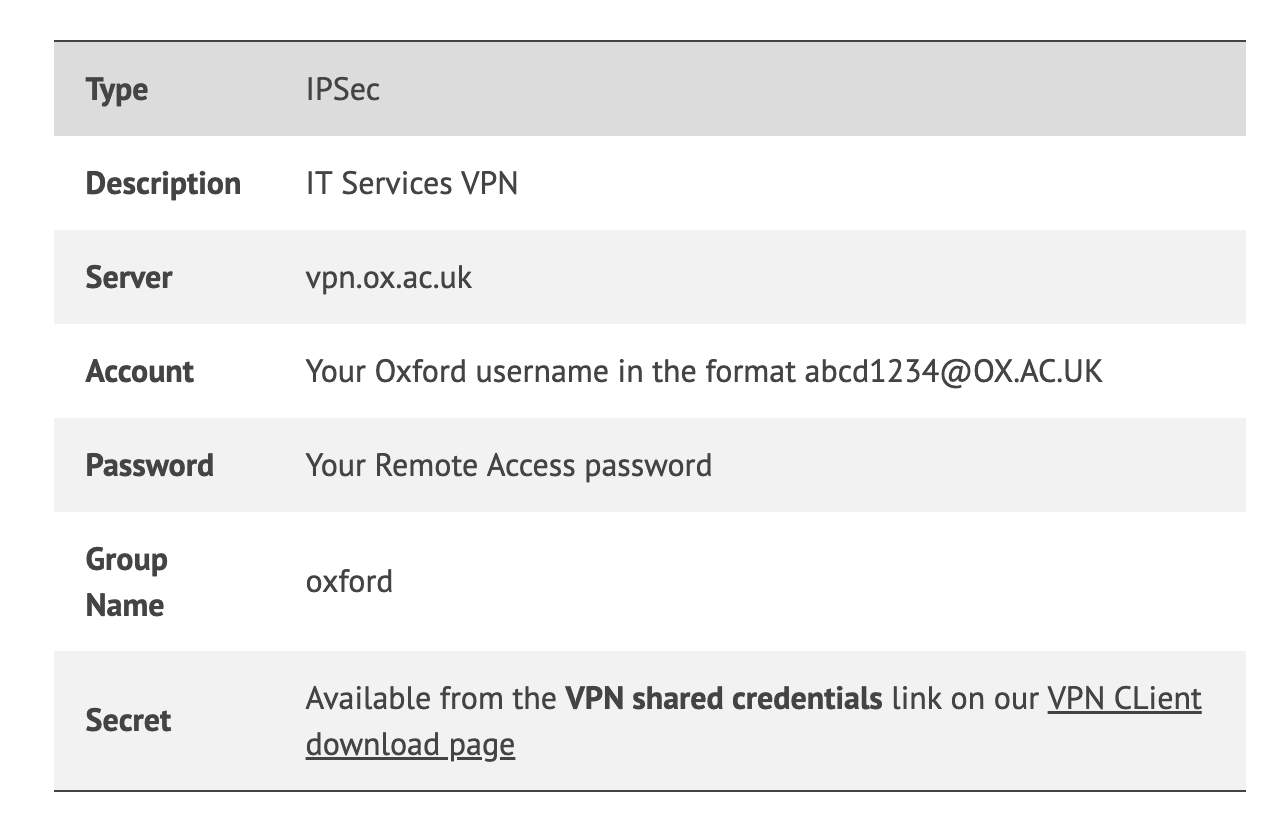 Type IPSec
Description IT Services VPN
Server vpn.ox.ac.uk
Account Your Oxford username in the format abcd1234@OX.AC.UK
Password Your Remote Access password
Group
Name
oxford
Secret
Available from the VPN shared credentials link on our VPN CLient
download page